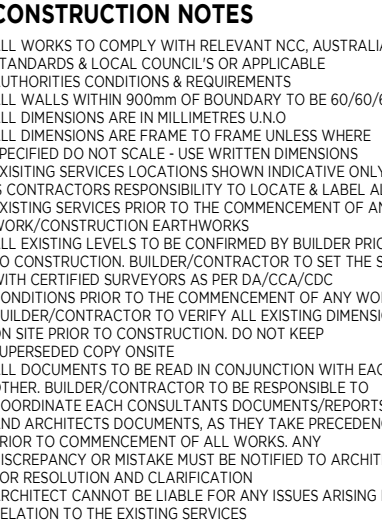 CONSTRUCTION NOTES
ALL WORKS TO COMPLY WITH RELEVANT NCC, AUSTRALIA
STANDARDS & LOCAL COUNCIL'S OR APPLICABLE
AUTHORITIES CONDITIONS & REQUIREMENTS
ALL WALLS WITHIN 900mm OF BOUNDARY TO BE 60/60/6
ALL DIMENSIONS ARE IN MILLIMETRES U.N.O
ALL DIMENSIONS ARE FRAME TO FRAME UNLESS WHERE
SPECIFIED DO NOT SCALE - USE WRITTEN DIMENSIONS
EXISITING SERVICES LOCATIONS SHOWN INDICATIVE ONLY
IS CONTRACTORS RESPONSIBILITY TO LOCATE & LABEL AL
EXISTING SERVICES PRIOR TO THE COMMENCEMENT OF AN
WORK/CONSTRUCTION EARTHWORKS
ALL EXISTING LEVELS TO BE CONFIRMED BY BUILDER PRIO
TO CONSTRUCTION. BUILDER/CONTRACTOR TO SET THE S
WITH CERTIFIED SURVEYORS AS PER DA/CCA/CDC
CONDITIONS PRIOR TO THE COMMENCEMENT OF ANY WOR
BUILDER/CONTRACTOR TO VERIFY ALL EXISTING DIMENSIO
ON SITE PRIOR TO CONSTRUCTION. DO NOT KEEP
SUPERSEDED COPY ONSITE
ALL DOCUMENTS TO BE READ IN CONJUNCTION WITH EAC
OTHER. BUILDER/CONTRACTOR TO BE RESPONSIBLE TO
COORDINATE EACH CONSULTANTS DOCUMENTS/REPORTS
AND ARCHITECTS DOCUMENTS, AS THEY TAKE PRECEDENC
PRIOR TO COMMENCEMENT OF ALL WORKS. ANY
DISCREPANCY OR MISTAKE MUST BE NOTIFIED TO ARCHIT
FOR RESOLUTION AND CLARIFICATION
ARCHITECT CANNOT BE LIABLE FOR ANY ISSUES ARISING I
RELATION TO THE EXISTING SERVICES